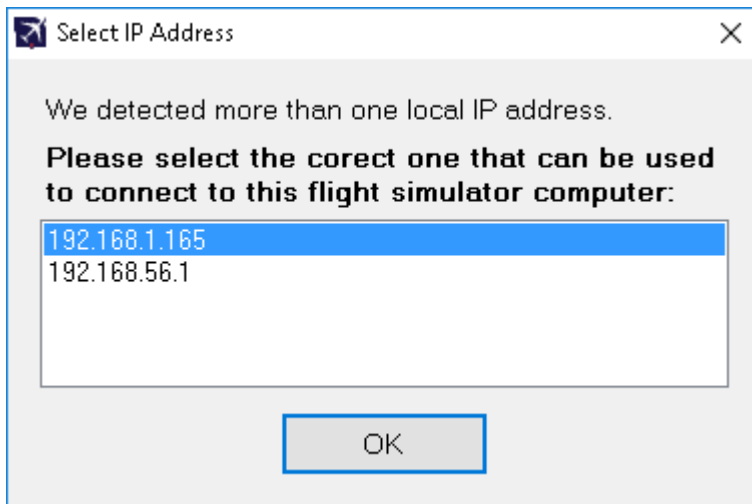 Select IP Address
We detected more than one local IP address.
Please select the corect one that can be used
to connect to this flight simulator computer:
192.168.1.165
192.168.56.1
OK